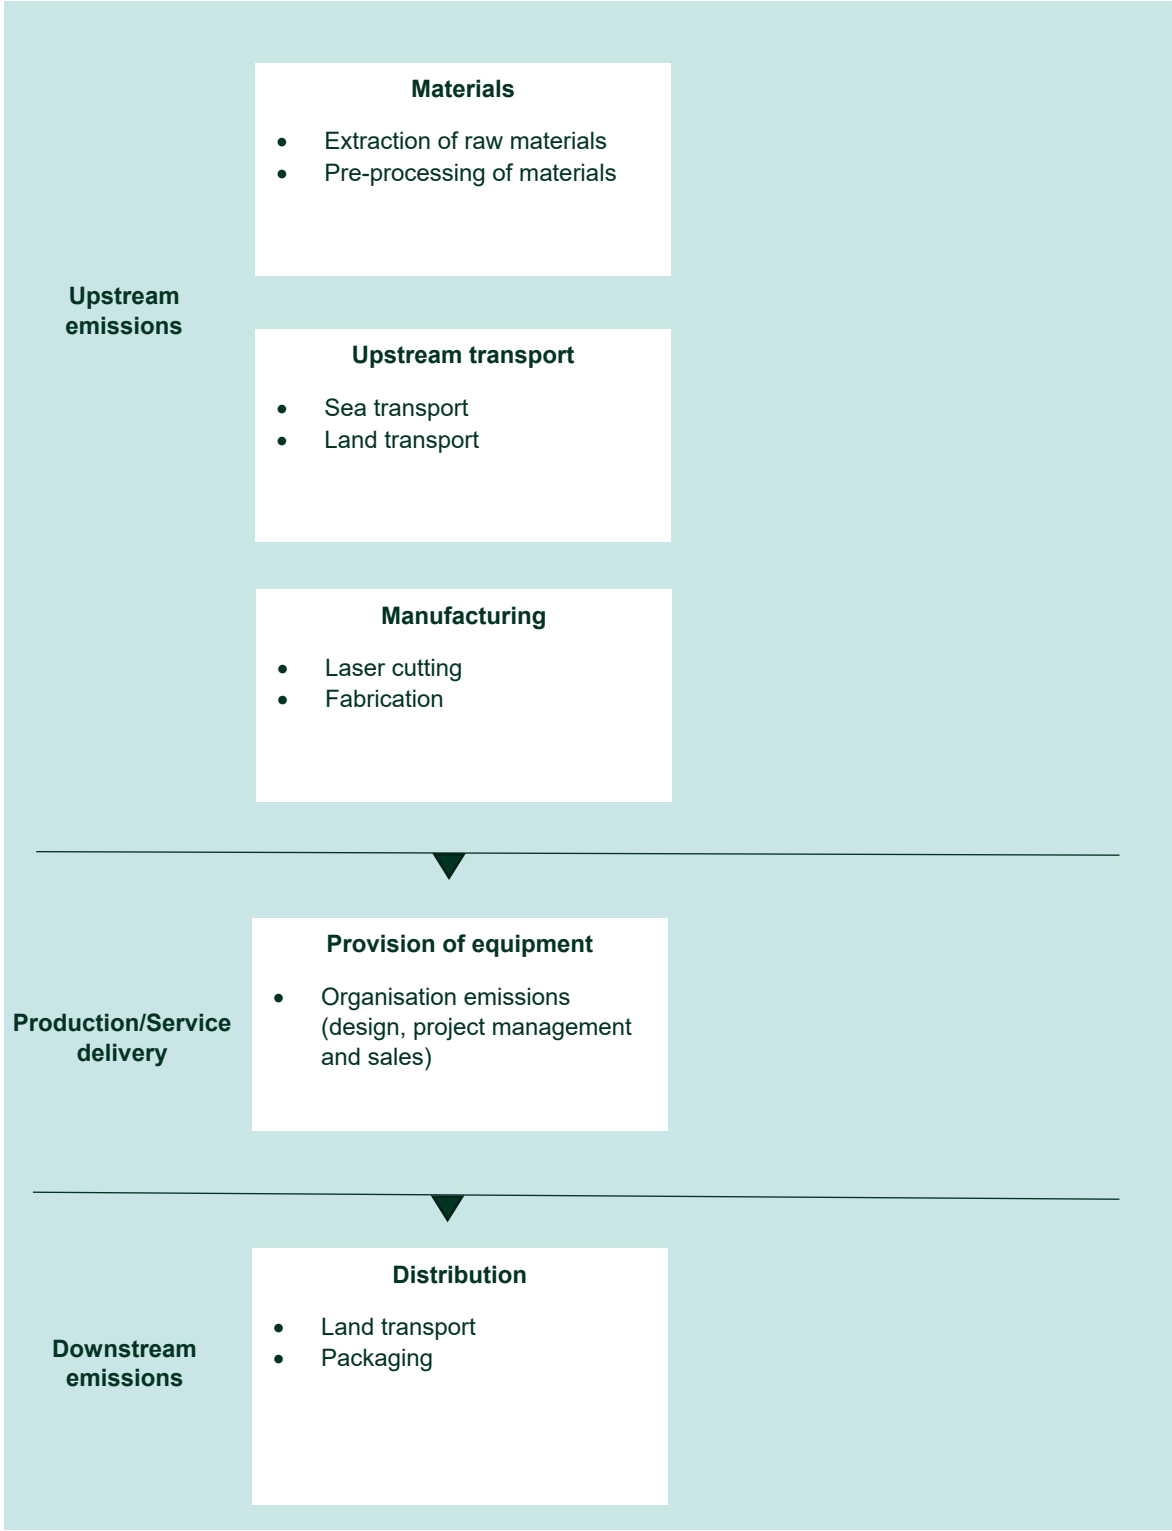 Materials
• Extraction of raw materials
• Pre-processing of materials
Upstream
emissions
Upstream transport
• Sea transport
• Land transport
Manufacturing
• Laser cutting
• Fabrication
Provision of equipment
• Organisation emissions
(design, project management
and sales)
Production/Service
delivery
Distribution
• Land transport
• Packaging
Downstream
emissions